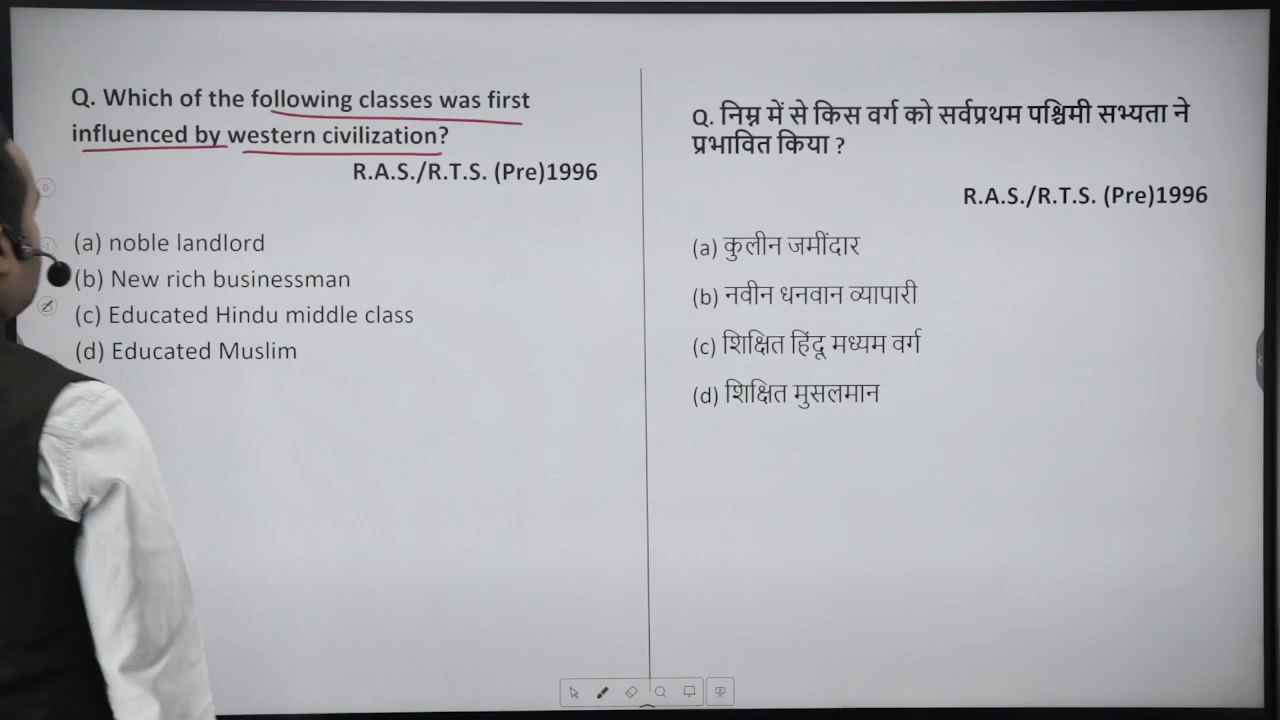 Q. Which of the following classes was first
influenced by western civilization?
R.A.S./R.T.S. (Pre)1996
(a) noble landlord
(b) New rich businessman
(c) Educated Hindu middle class
(d) Educated Muslim
Q. निम्न में से किस वर्ग को सर्वप्रथम पश्चिमी सभ्यता ने
प्रभावित किया ?
R.A.S./R.T.S. (Pre)1996
(a) कुलीन जमींदार
(b) नवीन धनवान व्यापारी
(c) शिक्षित हिंदू मध्यम वर्ग
(d) शिक्षित मुसलमान